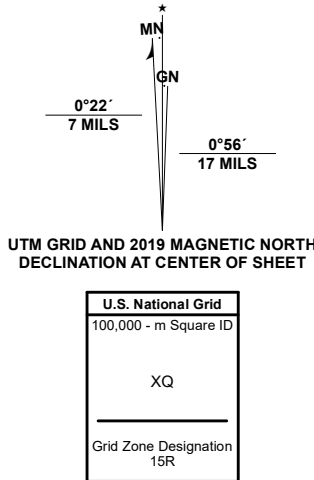 ★
MN
GN
0°22´
7 MILS
0°56´
17 MILS
UTM GRID AND 2019 MAGNETIC NORTH
DECLINATION AT CENTER OF SHEET
U.S. National Grid
100,000 - m Square ID
XQ
Grid Zone Designation
15R